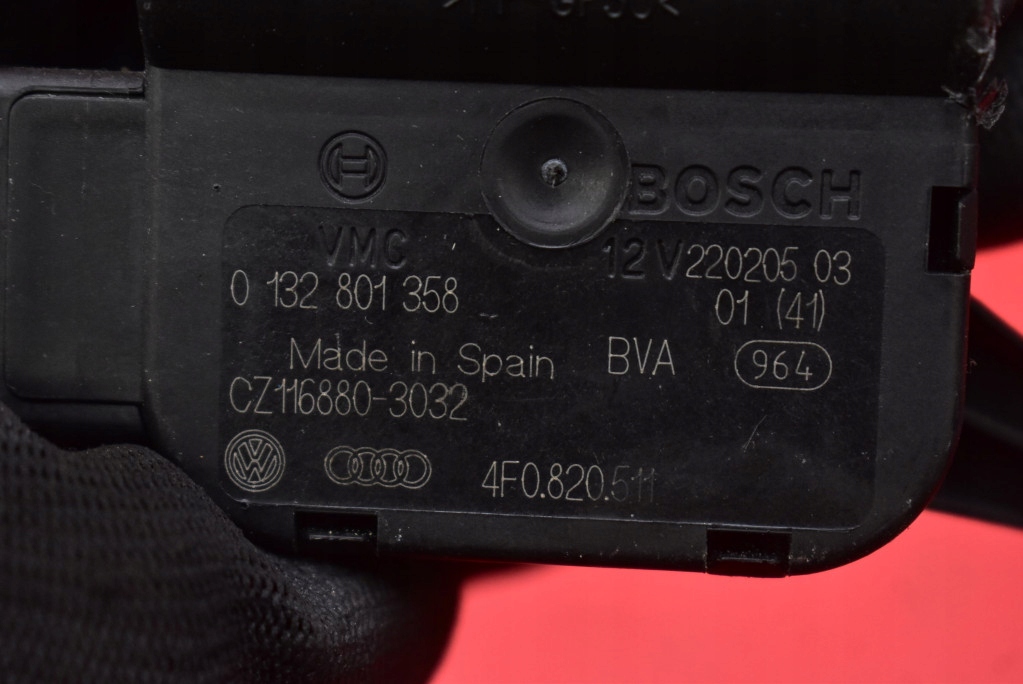 BOSCH
VMC 12 V 220205 03
0 132 801 358 01 (41)
Made in Spain BVA 964
CZ116880-3032
4F0.820.511